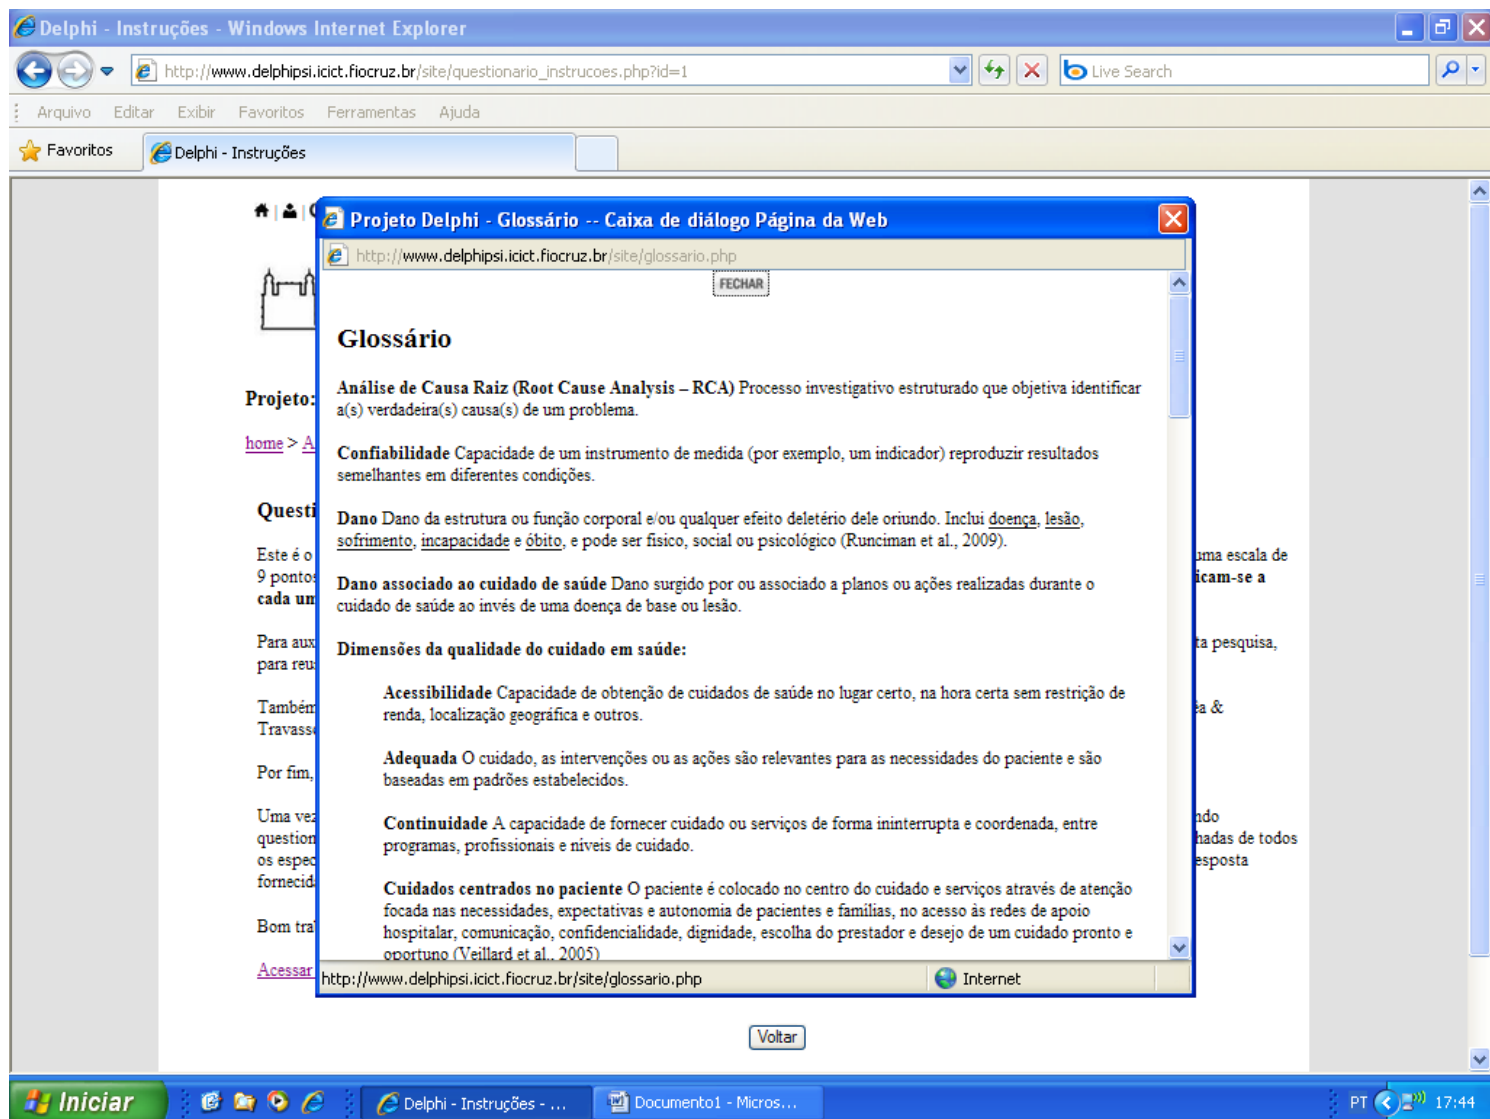 Delphi - Instruções - Windows Internet Explorer
http://www.delphipsi.icict.fiocruz.br/site/questionario_instrucoes.php?id=1
Live Search
Arquivo Editar Exibir Favoritos Ferramentas Ajuda
Favoritos
Delphi - Instruções
Projeto Delphi - Glossário -- Caixa de diálogo Página da Web
http://www.delphipsi.icict.fiocruz.br/site/glossario.php
FECHAR
Glossário
Análise de Causa Raiz (Root Cause Analysis – RCA) Processo investigativo estruturado que objetiva identificar
a(s) verdadeira(s) causa(s) de um problema.
Confiabilidade Capacidade de um instrumento de medida (por exemplo, um indicador) reproduzir resultados
semelhantes em diferentes condições.
Dano Dano da estrutura ou função corporal e/ou qualquer efeito deletério dele oriundo. Inclui doença, lesão,
sofrimento, incapacidade e óbito, e pode ser físico, social ou psicológico (Runciman et al., 2009).
Dano associado ao cuidado de saúde Dano surgido por ou associado a planos ou ações realizadas durante o
cuidado de saúde ao invés de uma doença de base ou lesão.
Dimensões da qualidade do cuidado em saúde:
Acessibilidade Capacidade de obtenção de cuidados de saúde no lugar certo, na hora certa sem restrição de
renda, localização geográfica e outros.
Adequada O cuidado, as intervenções ou as ações são relevantes para as necessidades do paciente e são
baseadas em padrões estabelecidos.
Continuidade A capacidade de fornecer cuidado ou serviços de forma ininterrupta e coordenada, entre
programas, profissionais e níveis de cuidado.
Cuidados centrados no paciente O paciente é colocado no centro do cuidado e serviços através de atenção
focada nas necessidades, expectativas e autonomia de pacientes e famílias, no acesso às redes de apoio
hospitalar, comunicação, confidencialidade, dignidade, escolha do prestador e desejo de um cuidado pronto e
oportuno (Veillard et al., 2005)
http://www.delphipsi.icict.fiocruz.br/site/glossario.php
Internet
Projeto:
home > A
Questi
Este é o uma escala de
9 pontos icam-se a
cada um
Para aux ta pesquisa,
para reu
Também êa &
Travasso
Por fim,
Uma vez ndo
question hadas de todos
os espec esposta
fornecid
Bom tra
Acessar
Voltar
Iniciar
Delphi - Instruções - ...
Documento1 - Micros...
PT
17:44